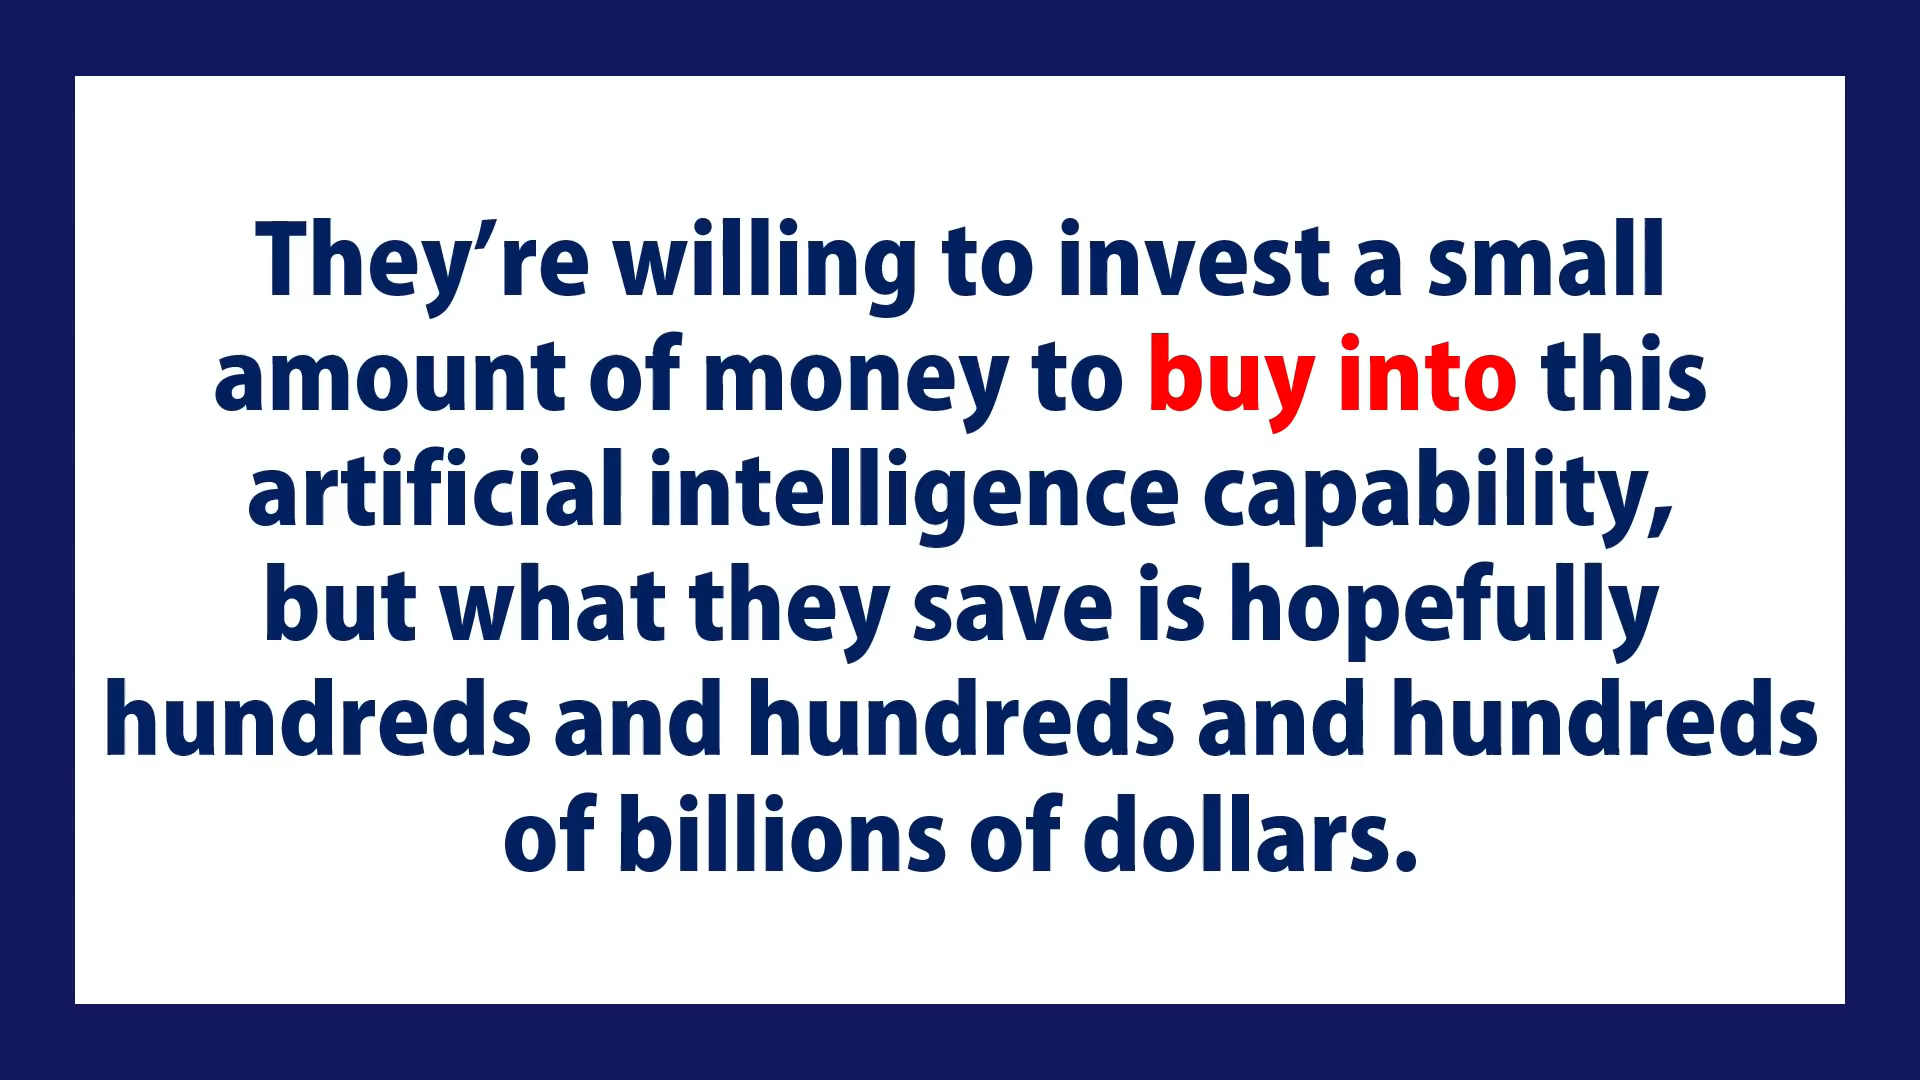 They’re willing to invest a small
amount of money to buy into this
artificial intelligence capability,
but what they save is hopefully
hundreds and hundreds and hundreds
of billions of dollars.